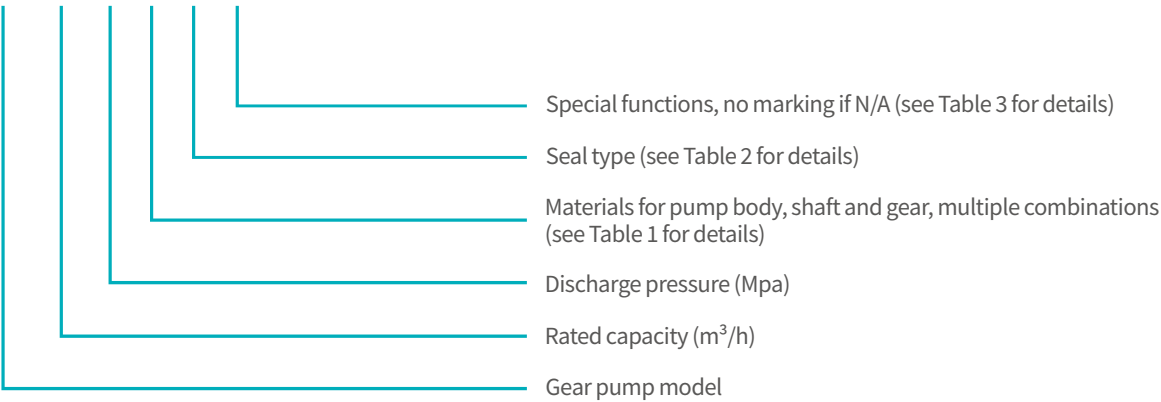 Special functions, no marking if N/A (see Table 3 for details)
Seal type (see Table 2 for details)
Materials for pump body, shaft and gear, multiple combinations
(see Table 1 for details)
Discharge pressure (Mpa)
Rated capacity (m³/h)
Gear pump model